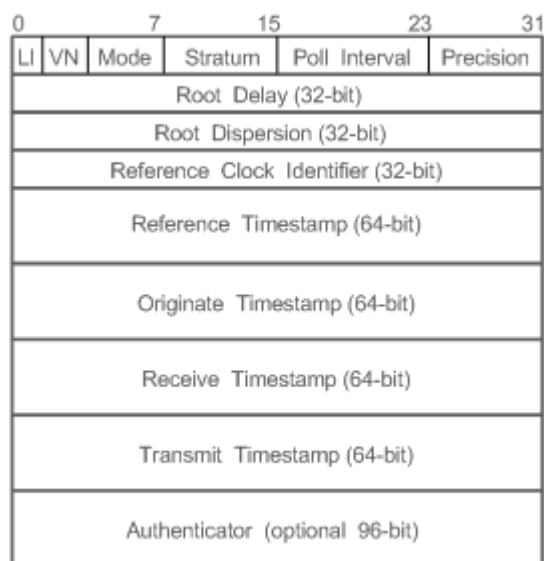 0 7 15 23 31
LI VN Mode Stratum Poll Interval Precision
Root Delay (32-bit)
Root Dispersion (32-bit)
Reference Clock Identifier (32-bit)
Reference Timestamp (64-bit)
Originate Timestamp (64-bit)
Receive Timestamp (64-bit)
Transmit Timestamp (64-bit)
Authenticator (optional 96-bit)